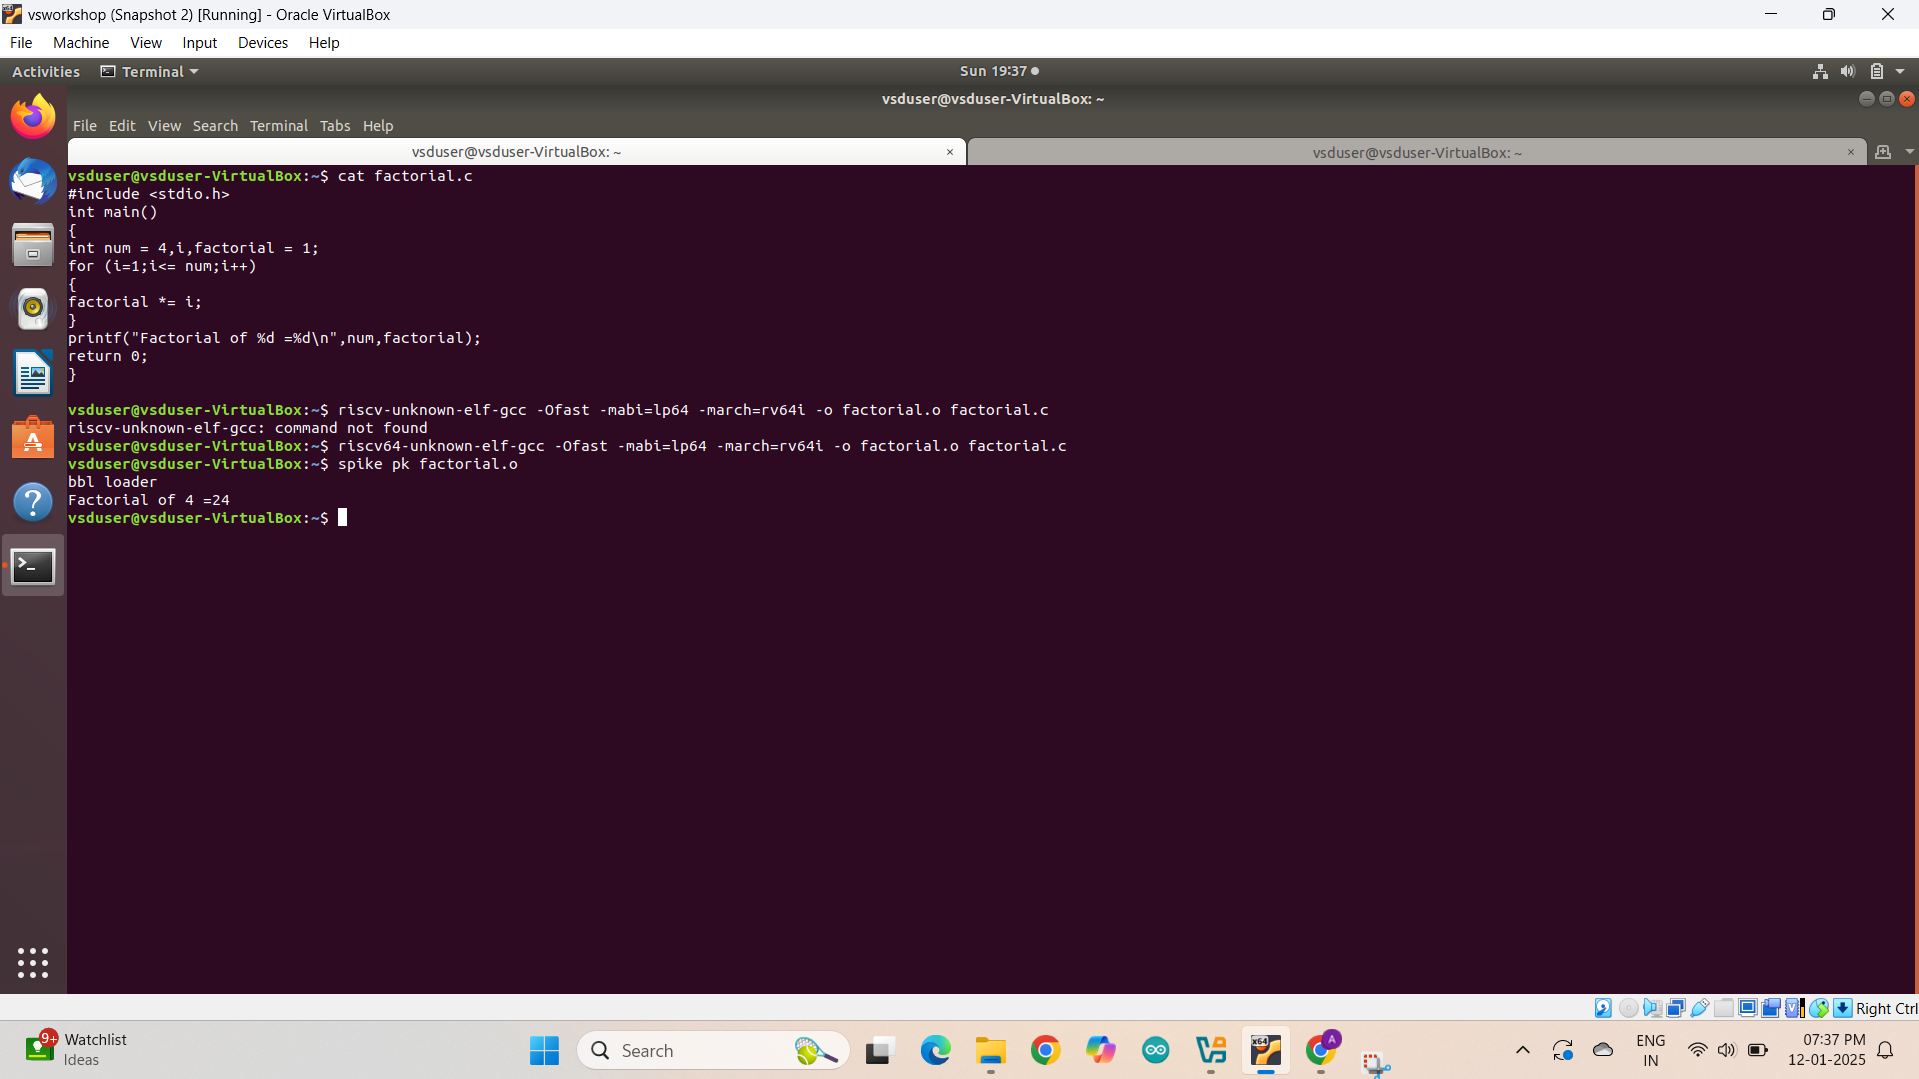 vsworkshop (Snapshot 2) [Running] - Oracle VirtualBox
File Machine View Input Devices Help
Activities Terminal Sun 19:37
vsduser@vsduser-VirtualBox: ~
File Edit View Search Terminal Tabs Help
vsduser@vsduser-VirtualBox: ~ × vsduser@vsduser-VirtualBox: ~ ×
vsduser@vsduser-VirtualBox:~$ cat factorial.c
#include <stdio.h>
int main()
{
int num = 4,i,factorial = 1;
for (i=1;i<= num;i++)
{
factorial *= i;
}
printf("Factorial of %d =%d\n",num,factorial);
return 0;
}
vsduser@vsduser-VirtualBox:~$ riscv-unknown-elf-gcc -Ofast -mabi=lp64 -march=rv64i -o factorial.o factorial.c
riscv-unknown-elf-gcc: command not found
vsduser@vsduser-VirtualBox:~$ riscv64-unknown-elf-gcc -Ofast -mabi=lp64 -march=rv64i -o factorial.o factorial.c
vsduser@vsduser-VirtualBox:~$ spike pk factorial.o
bbl loader
Factorial of 4 =24
vsduser@vsduser-VirtualBox:~$
Right Ctrl
9+ Watchlist
Ideas
Search
x64
A
ENG
IN
07:37 PM
12-01-2025